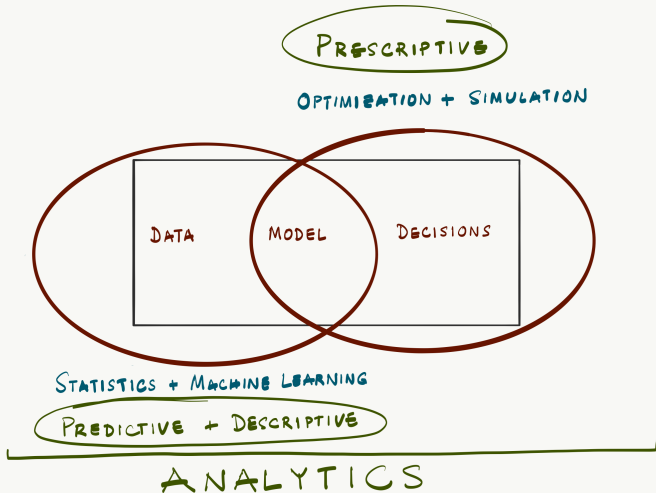 PRESCRIPTIVE
OPTIMIZATION + SIMULATION
DATA MODEL DECISIONS
STATISTICS + MACHINE LEARNING
PREDICTIVE + DESCRIPTIVE
ANALYTICS